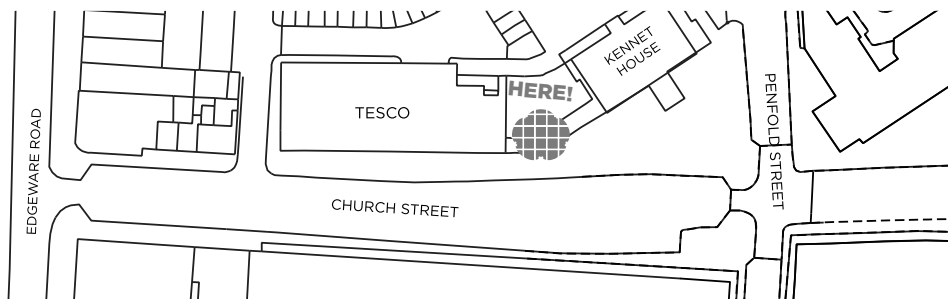 EDGEWARE ROAD
TESCO
HERE!
KENNET
HOUSE
PENFOLD STREET
CHURCH STREET